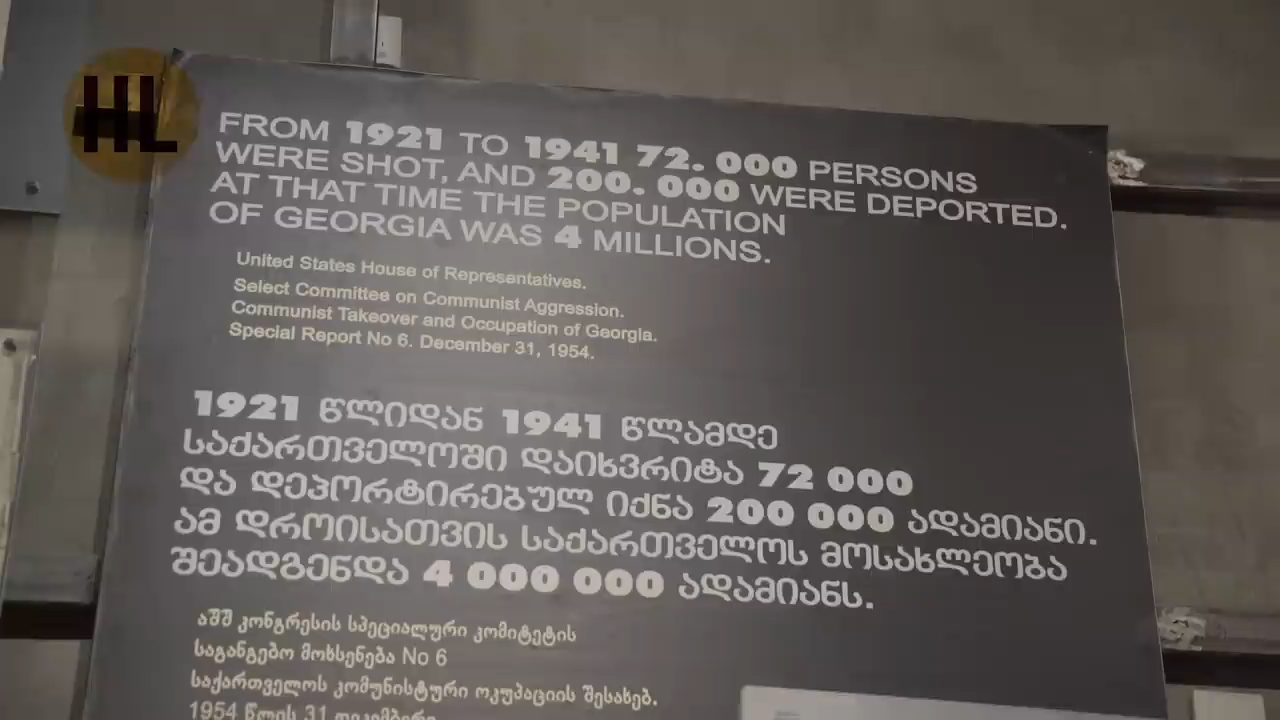 HL
FROM 1921 TO 1941 72. 000 PERSONS
WERE SHOT, AND 200. 000 WERE DEPORTED.
AT THAT TIME THE POPULATION
OF GEORGIA WAS 4 MILLIONS.
United States House of Representatives.
Select Committee on Communist Aggression.
Communist Takeover and Occupation of Georgia.
Special Report No 6. December 31, 1954.
1921 წლიდან 1941 წლამდე
საქართველოში დაიხვრიტა 72 000
და დეპორტირებულ იქნა 200 000 ადამიანი.
ამ დროისათვის საქართველოს მოსახლეობა
შეადგენდა 4 000 000 ადამიანს.
აშშ კონგრესის სპეციალური კომიტეტის
საგანგებო მოხსენება No 6
საქართველოს კომუნისტური ოკუპაციის შესახებ.
1954 წლის 31 დეკემბერი